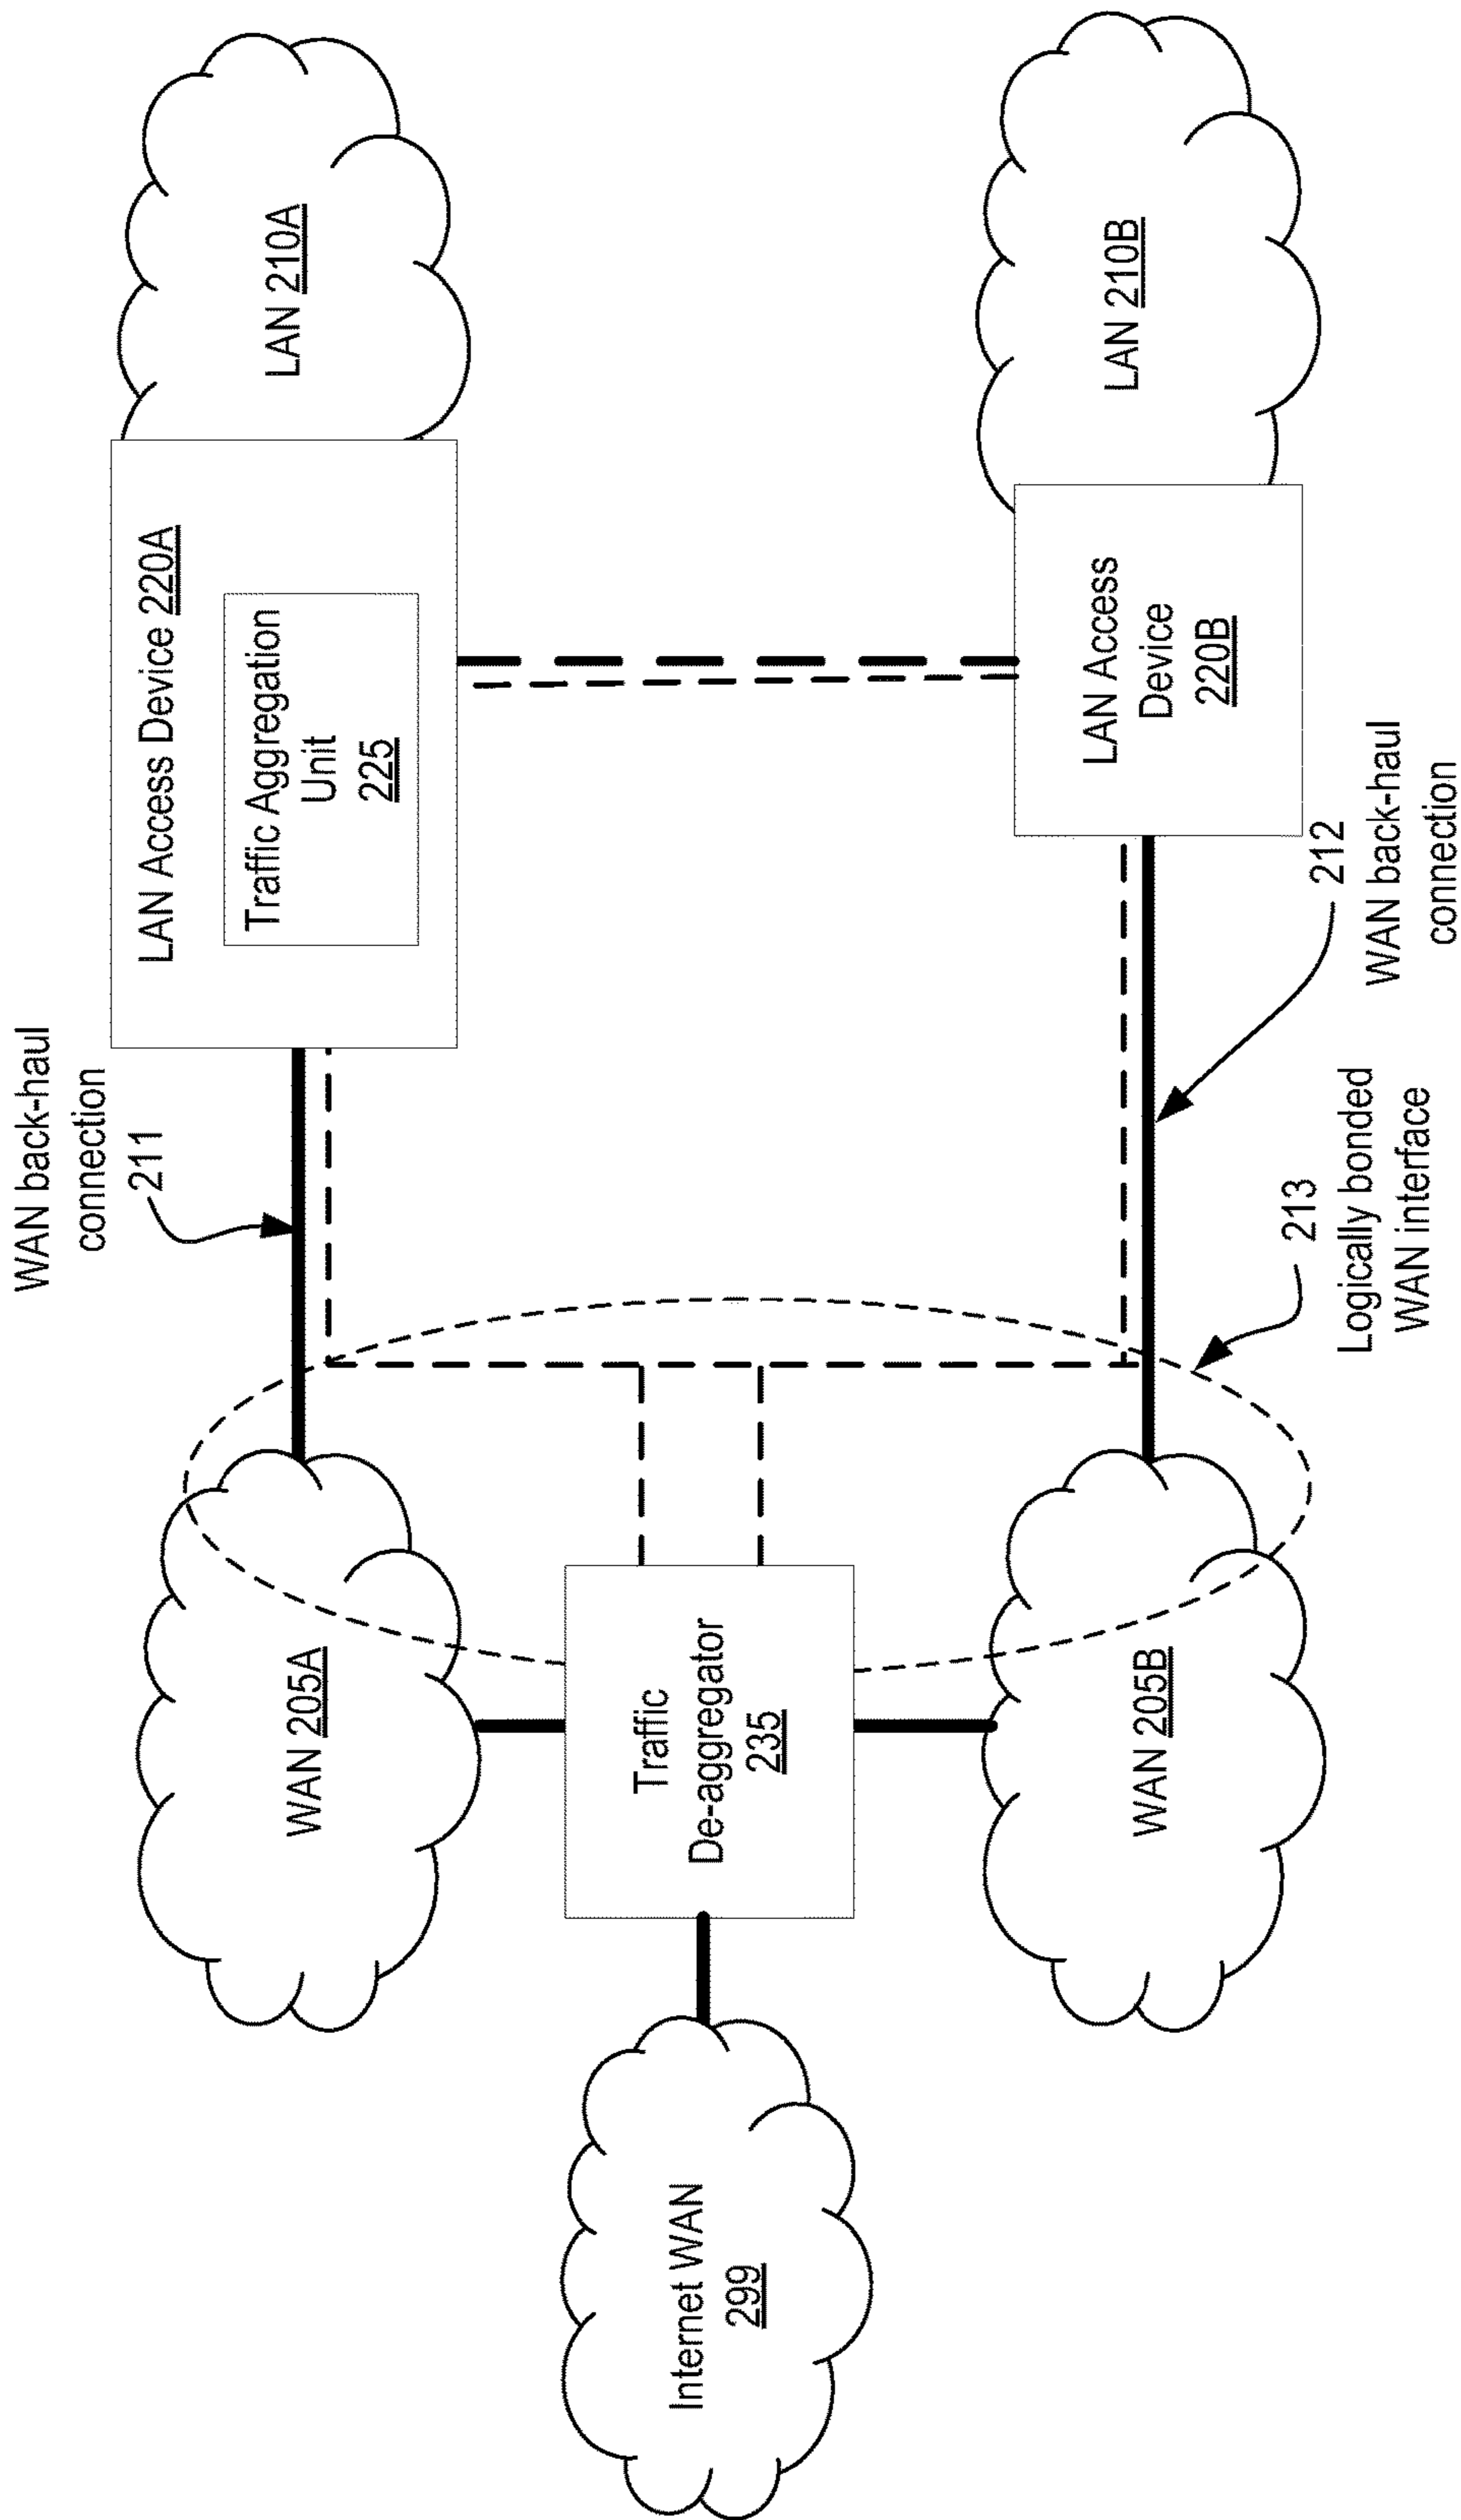 WAN back-haul
connection
211
LAN Access Device 220A
Traffic Aggregation
Unit
225
LAN 210A
WAN 205A
Internet WAN
299
Traffic
De-aggregator
235
WAN 205B
LAN Access
Device
220B
LAN 210B
213
Logically bonded
WAN interface
212
WAN back-haul
connection